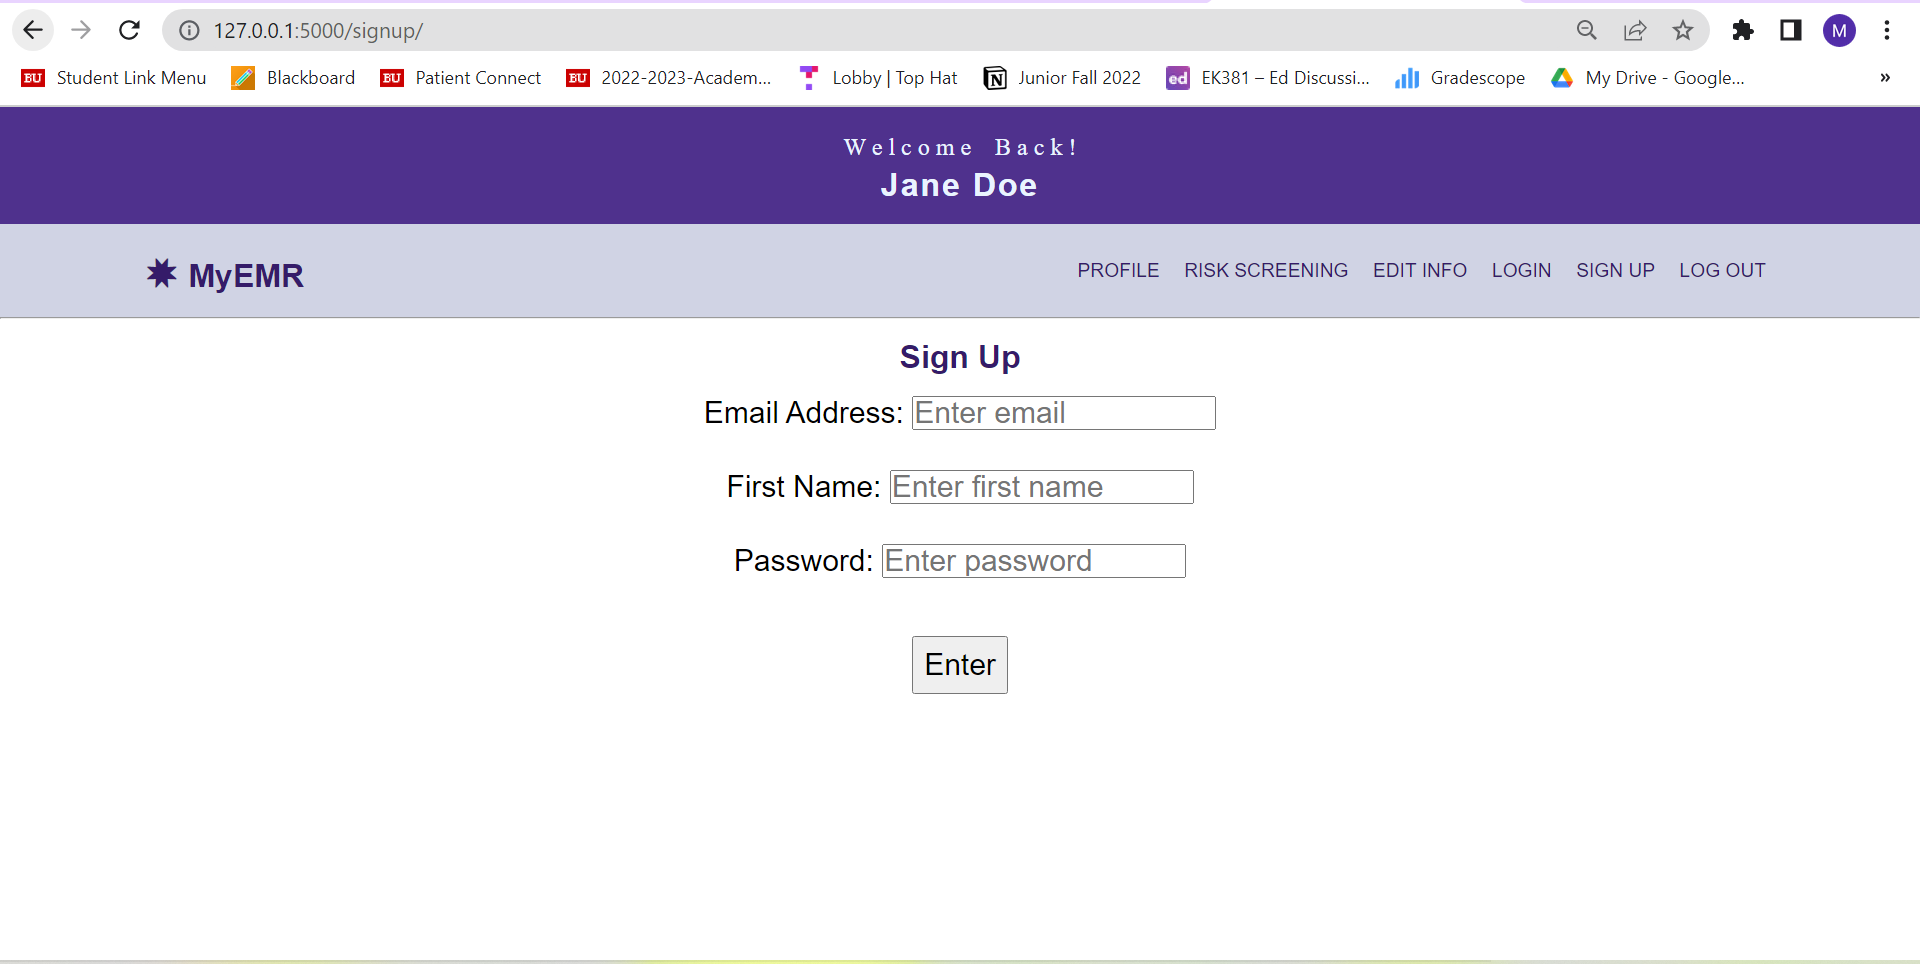 127.0.0.1:5000/signup/
M
BU Student Link Menu Blackboard BU Patient Connect BU 2022-2023-Academ... Lobby | Top Hat N Junior Fall 2022 ed EK381 – Ed Discussi... Gradescope My Drive - Google... »
Welcome Back!
Jane Doe
MyEMR PROFILE RISK SCREENING EDIT INFO LOGIN SIGN UP LOG OUT
Sign Up
Email Address: Enter email
First Name: Enter first name
Password: Enter password
Enter